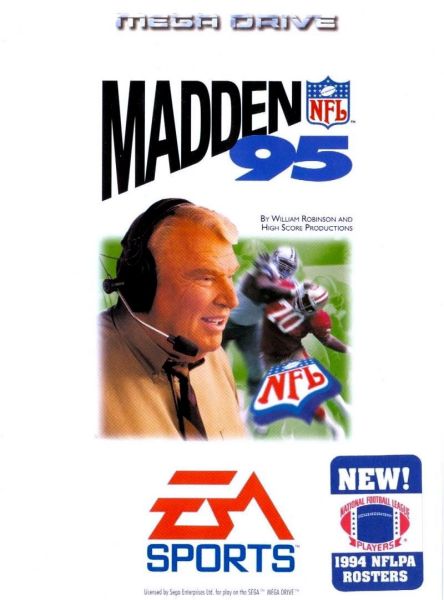 MEGA DRIVE
MADDEN NFL
95
BY WILLIAM ROBINSON AND
HIGH SCORE PRODUCTIONS
70
NFL
EA
SPORTS
NEW!
NATIONAL FOOTBALL LEAGUE
PLAYERS
1994 NFLPA
ROSTERS
Licensed by Sega Enterprises Ltd. for play on the SEGA™ MEGA DRIVE™